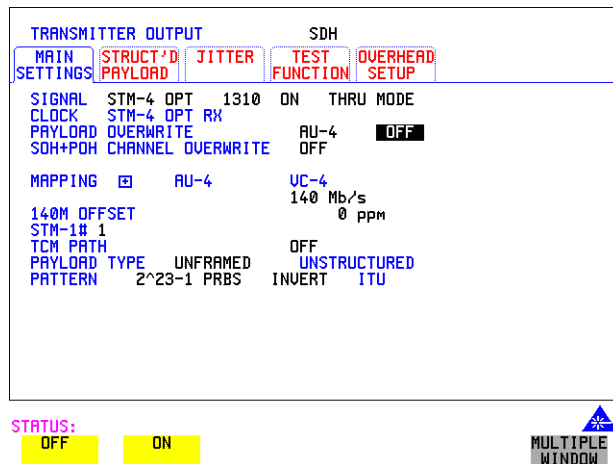 TRANSMITTER OUTPUT SDH
MAIN SETTINGS STRUCT'D PAYLOAD JITTER TEST FUNCTION OVERHEAD SETUP
SIGNAL STM-4 OPT 1310 ON THRU MODE
CLOCK STM-4 OPT RX
PAYLOAD OVERWRITE AU-4 OFF
SOH+POH CHANNEL OVERWRITE OFF
MAPPING + AU-4 VC-4
140 Mb/s
140M OFFSET 0 ppm
STM-1# 1
TCM PATH OFF
PAYLOAD TYPE UNFRAMED UNSTRUCTURED
PATTERN 2^23-1 PRBS INVERT ITU
STATUS:
OFF ON MULTIPLE WINDOW